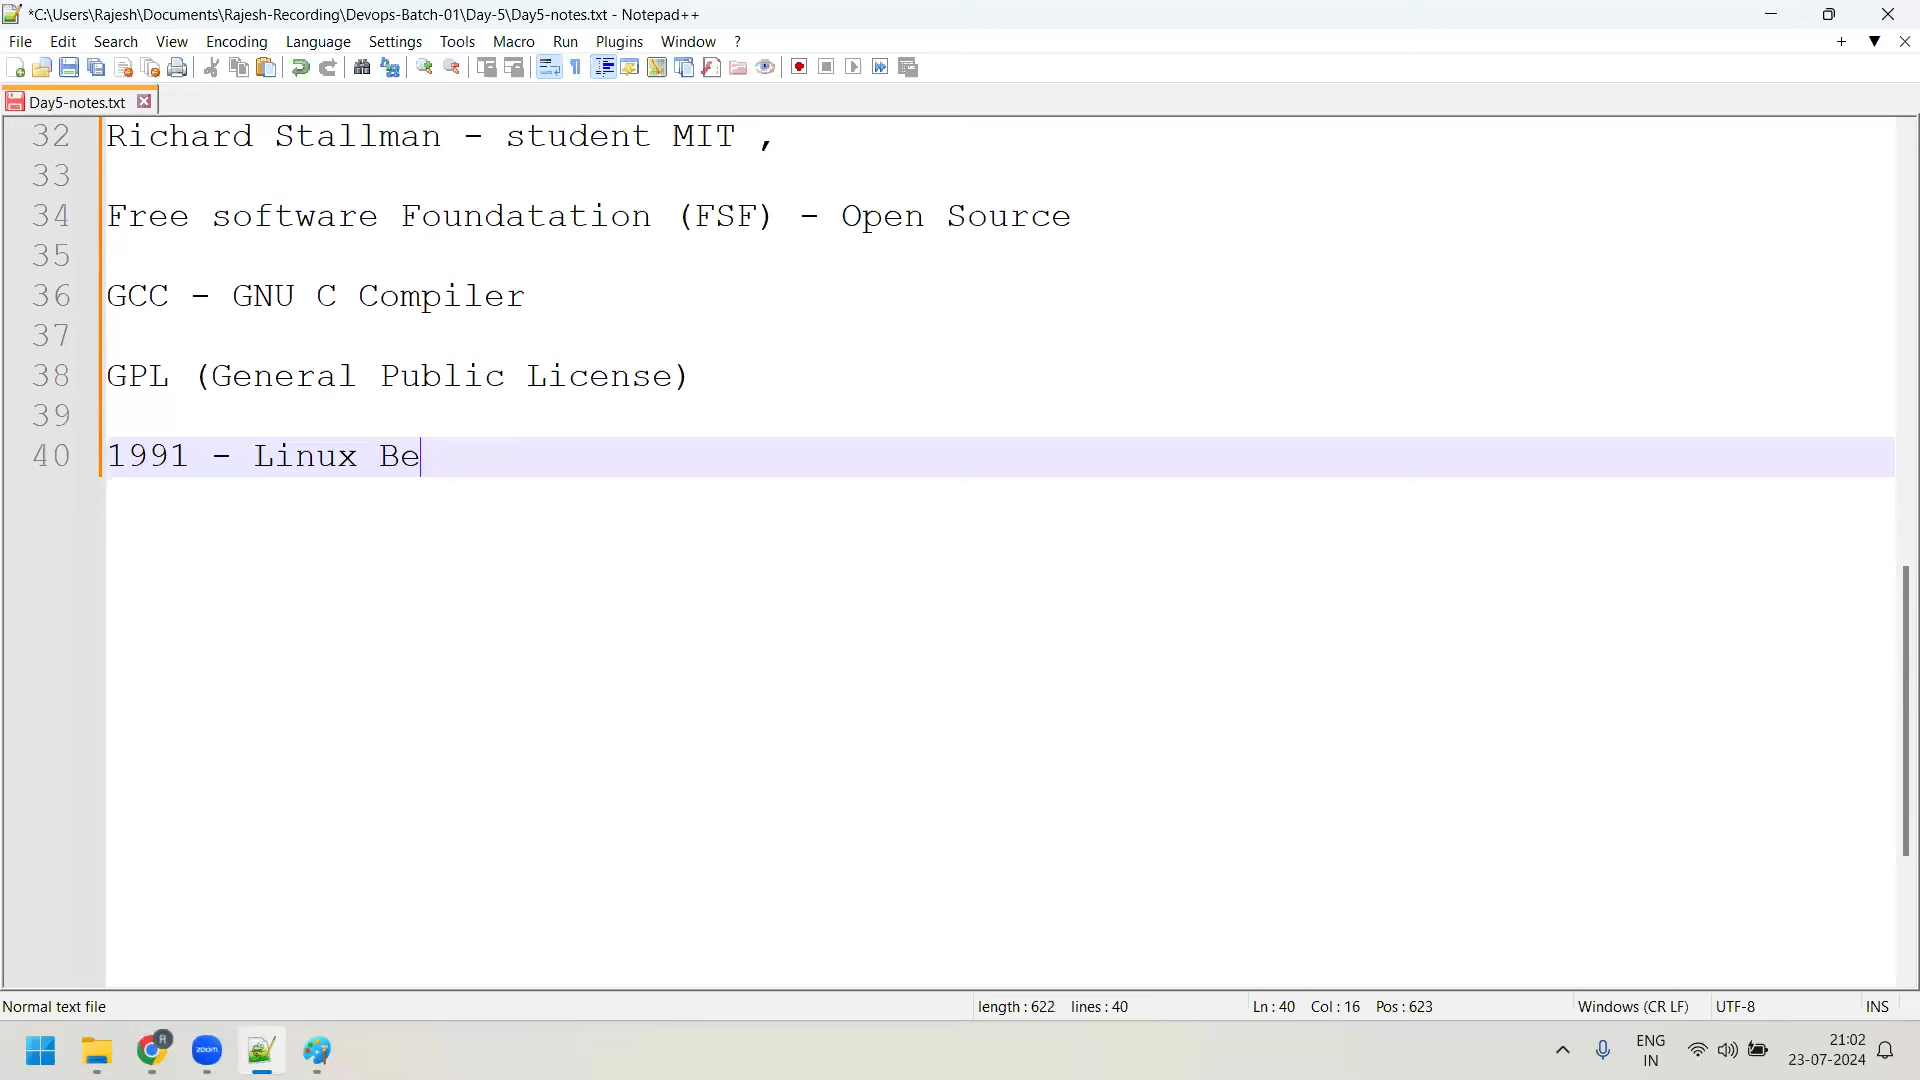 *C:\Users\Rajesh\Documents\Rajesh-Recording\Devops-Batch-01\Day-5\Day5-notes.txt - Notepad++
File Edit Search View Encoding Language Settings Tools Macro Run Plugins Window ?
Day5-notes.txt
32 Richard Stallman - student MIT ,
33
34 Free software Foundatation (FSF) - Open Source
35
36 GCC - GNU C Compiler
37
38 GPL (General Public License)
39
40 1991 - Linux Be
Normal text file length : 622 lines : 40 Ln : 40 Col : 16 Pos : 623 Windows (CR LF) UTF-8 INS
R
zoom
ENG
IN
21:02
23-07-2024